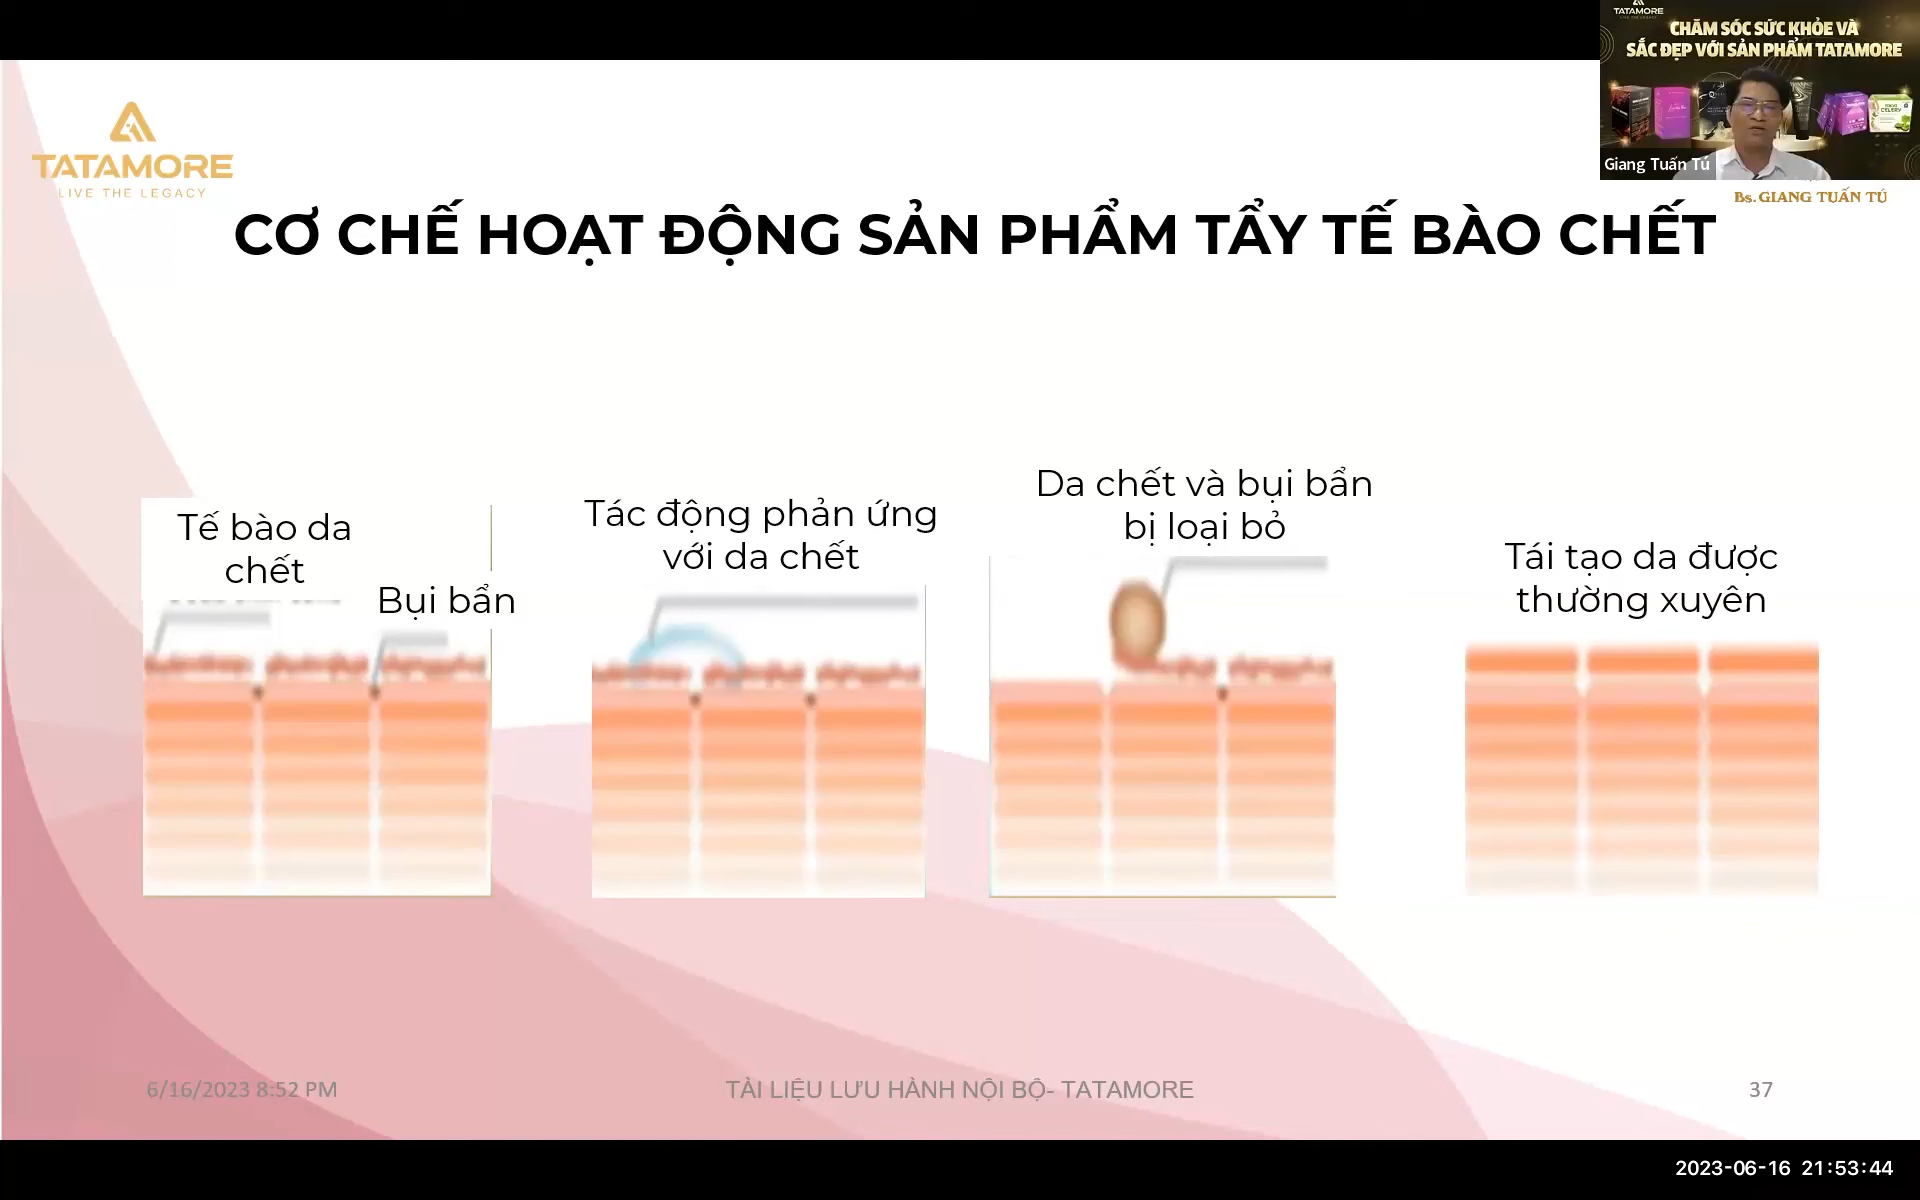 TATAMORE
CHĂM SÓC SỨC KHỎE VÀ
SẮC ĐẸP VỚI SẢN PHẨM TATAMORE
Giang Tuấn Tú
Bs. GIANG TUẤN TÚ
TATAMORE
LIVE THE LEGACY
CƠ CHẾ HOẠT ĐỘNG SẢN PHẨM TẨY TẾ BÀO CHẾT
Tế bào da
chết
Bụi bẩn
Tác động phản ứng
với da chết
Da chết và bụi bẩn
bị loại bỏ
Tái tạo da được
thường xuyên
6/16/2023 8:52 PM
TÀI LIỆU LƯU HÀNH NỘI BỘ- TATAMORE
37
2023-06-16 21:53:44